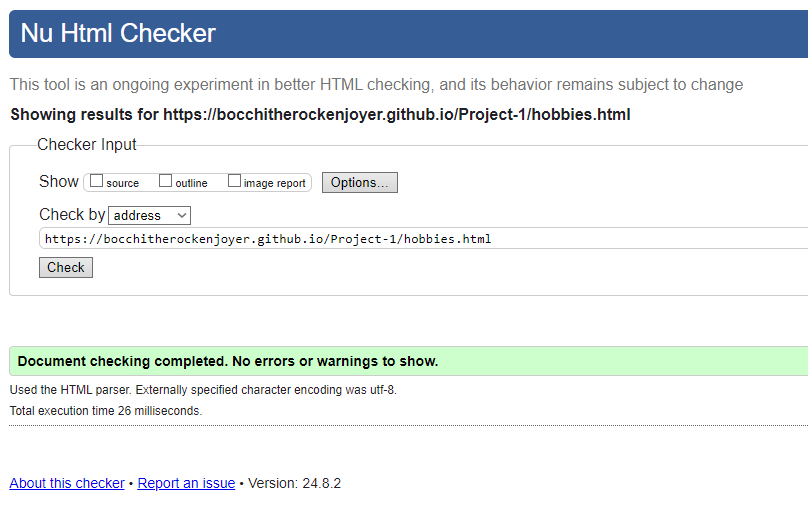 Nu Html Checker
This tool is an ongoing experiment in better HTML checking, and its behavior remains subject to change
Showing results for https://bocchitherockenjoyer.github.io/Project-1/hobbies.html
Checker Input
Show source outline image report Options...
Check by address
https://bocchitherockenjoyer.github.io/Project-1/hobbies.html
Check
Document checking completed. No errors or warnings to show.
Used the HTML parser. Externally specified character encoding was utf-8.
Total execution time 26 milliseconds.
About this checker • Report an issue • Version: 24.8.2